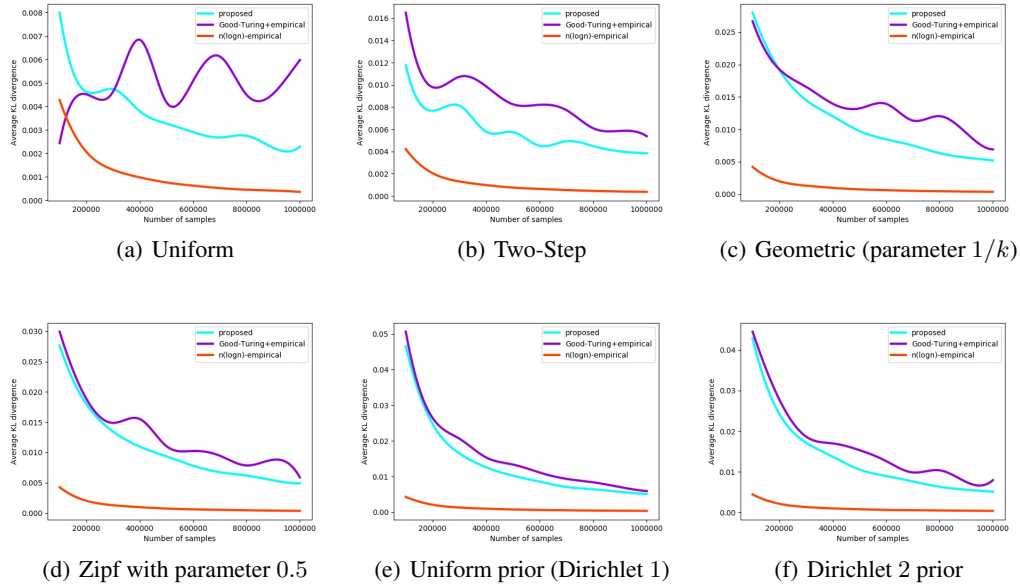 0.008
0.007
0.006
0.005
0.004
0.003
0.002
0.001
0.000
Average KL divergence
proposed
Good-Turing+empirical
n(logn)-empirical
200000 400000 600000 800000 1000000
Number of samples
(a) Uniform
0.016
0.014
0.012
0.010
0.008
0.006
0.004
0.002
0.000
Average KL divergence
proposed
Good-Turing+empirical
n(logn)-empirical
200000 400000 600000 800000 1000000
Number of samples
(b) Two-Step
0.025
0.020
0.015
0.010
0.005
0.000
Average KL divergence
proposed
Good-Turing+empirical
n(logn)-empirical
200000 400000 600000 800000 1000000
Number of samples
(c) Geometric (parameter 1/k)
0.030
0.025
0.020
0.015
0.010
0.005
0.000
Average KL divergence
proposed
Good-Turing+empirical
n(logn)-empirical
200000 400000 600000 800000 1000000
Number of samples
(d) Zipf with parameter 0.5
0.05
0.04
0.03
0.02
0.01
0.00
Average KL divergence
proposed
Good-Turing+empirical
n(logn)-empirical
200000 400000 600000 800000 1000000
Number of samples
(e) Uniform prior (Dirichlet 1)
0.04
0.03
0.02
0.01
0.00
Average KL divergence
proposed
Good-Turing+empirical
n(logn)-empirical
200000 400000 600000 800000 1000000
Number of samples
(f) Dirichlet 2 prior